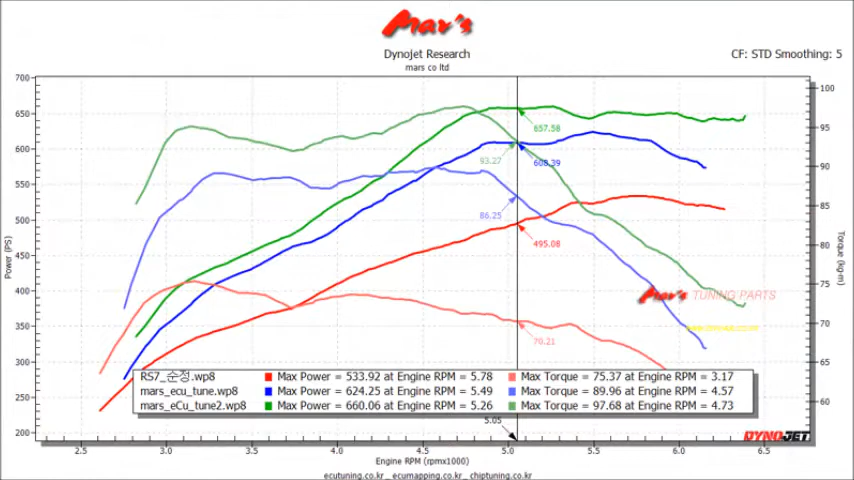 Mar's
Dynojet Research
mars co ltd
CF: STD Smoothing: 5
700
650
600
550
500
450
400
350
300
250
200
Power (PS)
100
95
90
85
80
75
70
65
60
Torque (kg-m)
657.58
93.27
608.39
86.25
495.08
70.21
Mar's TUNING PARTS
RS7_순정.wp8 Max Power = 533.92 at Engine RPM = 5.78 Max Torque = 75.37 at Engine RPM = 3.17
mars_ecu_tune.wp8 Max Power = 624.25 at Engine RPM = 5.49 Max Torque = 89.96 at Engine RPM = 4.57
mars_eCu_tune2.wp8 Max Power = 660.06 at Engine RPM = 5.26 Max Torque = 97.68 at Engine RPM = 4.73
5.05
DYNOJET
2.5 3.0 3.5 4.0 4.5 5.0 5.5 6.0 6.5
Engine RPM (rpmx1000)
ecutuning.co.kr _ ecumapping.co.kr _ chiptuning.co.kr